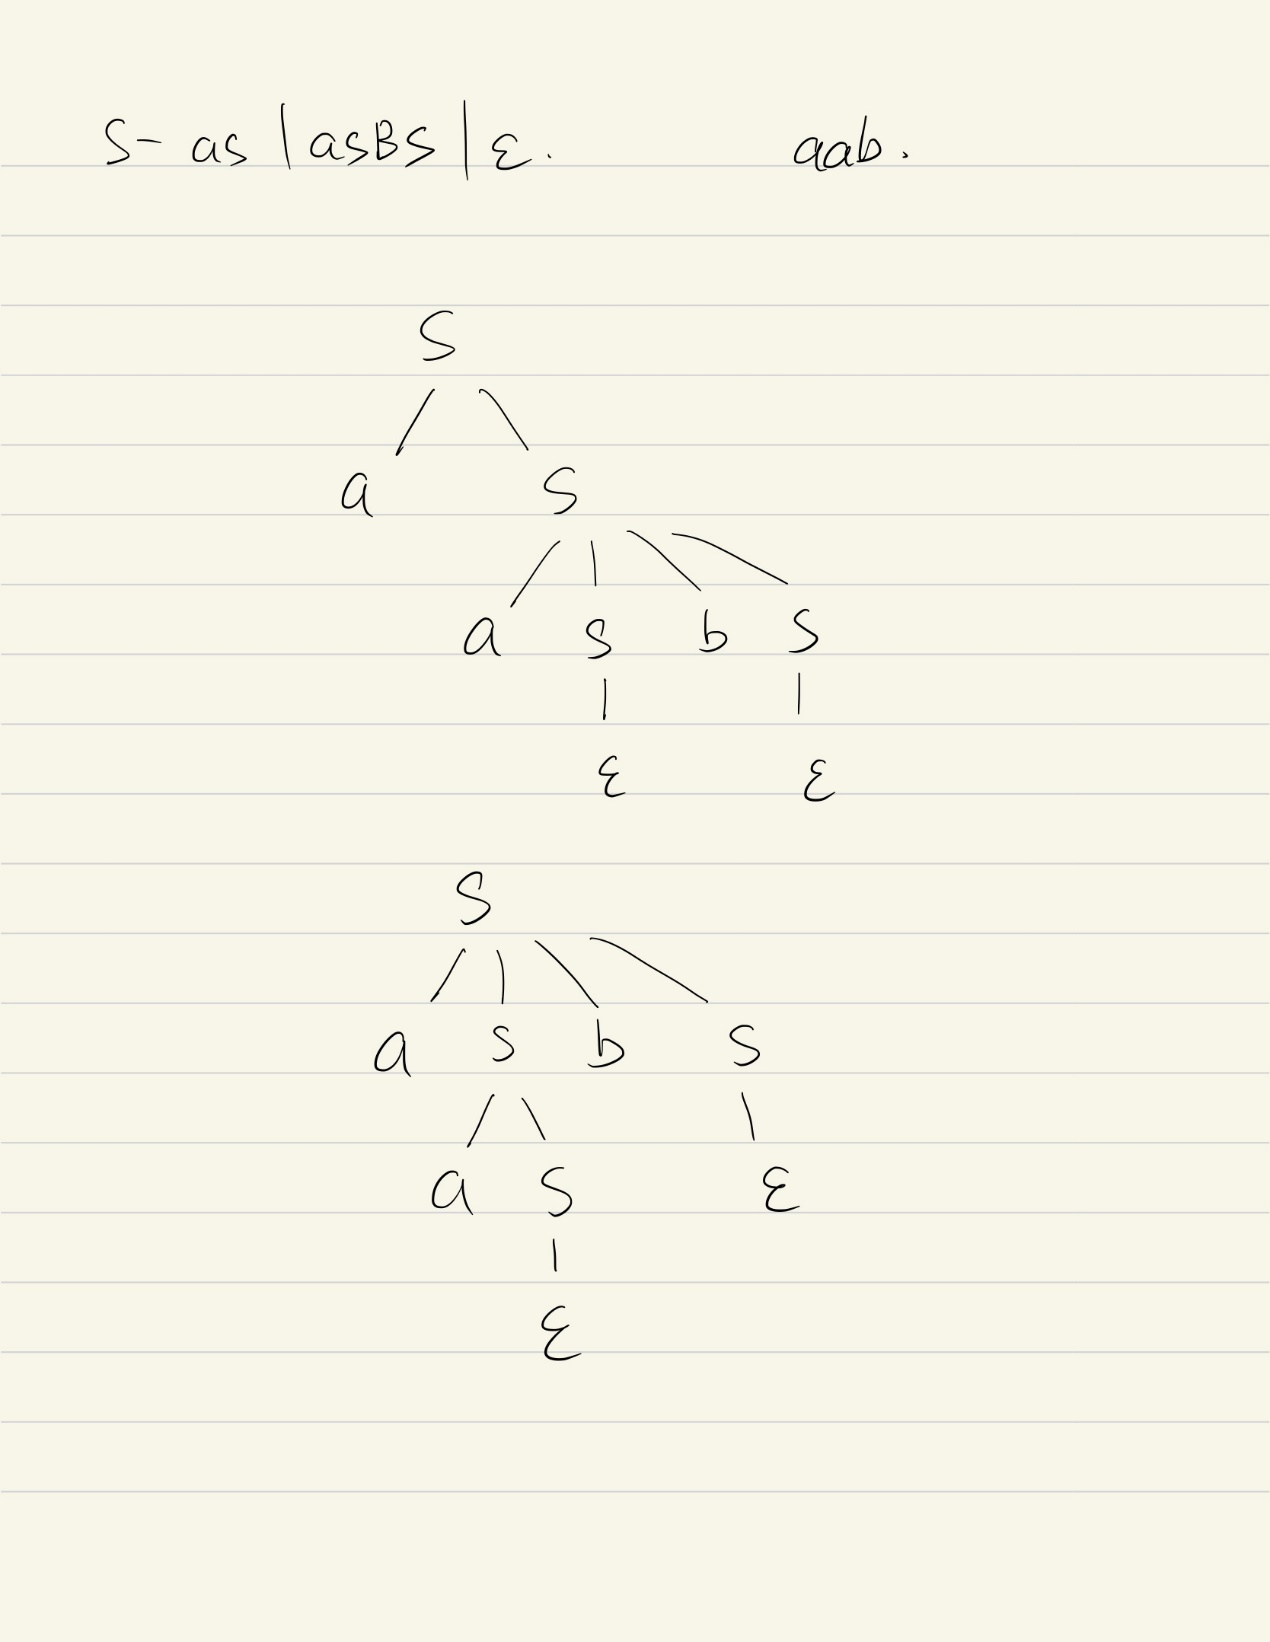 S- as | asBS | ε.        aab.
S
a S
a s b S
ε ε
S
a s b S
a S ε
ε